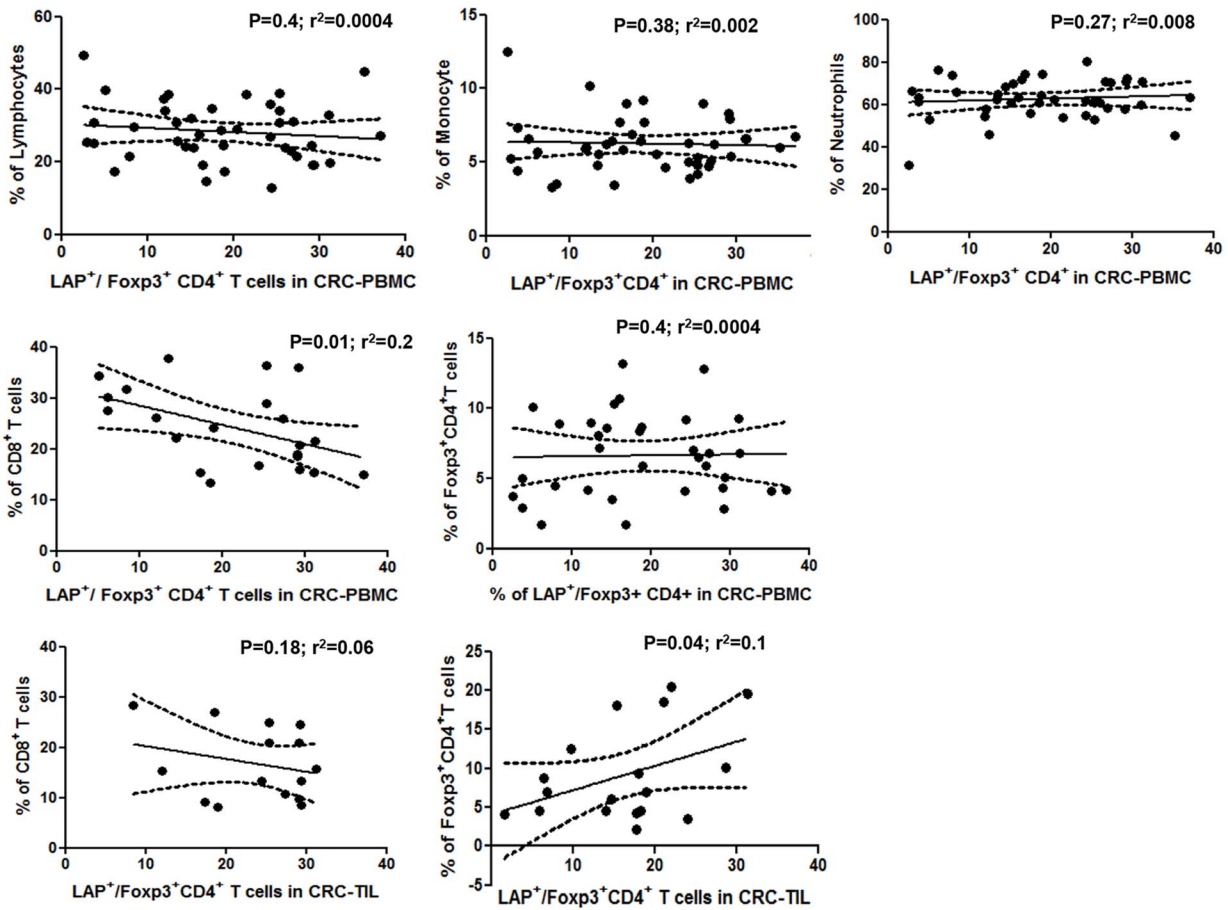 P=0.4; r²=0.0004
% of Lymphocytes
60
40
20
0
0 10 20 30 40
LAP⁺/ Foxp3⁺ CD4⁺ T cells in CRC-PBMC
P=0.38; r²=0.002
% of Monocyte
15
10
5
0
0 10 20 30
LAP⁺/Foxp3⁺CD4⁺ in CRC-PBMC
P=0.27; r²=0.008
% of Neutrophils
100
80
60
40
20
0
0 10 20 30 40
LAP⁺/Foxp3⁺ CD4⁺ in CRC-PBMC
P=0.01; r²=0.2
% of CD8⁺ T cells
40
30
20
10
0
0 10 20 30 40
LAP⁺/ Foxp3⁺ CD4⁺ T cells in CRC-PBMC
P=0.4; r²=0.0004
% of Foxp3⁺CD4⁺T cells
15
10
5
0
0 10 20 30 40
% of LAP⁺/Foxp3+ CD4+ in CRC-PBMC
P=0.18; r²=0.06
% of CD8⁺ T cells
40
30
20
10
0
0 10 20 30 40
LAP⁺/Foxp3⁺CD4⁺ T cells in CRC-TIL
P=0.04; r²=0.1
% of Foxp3⁺CD4⁺T cells
25
20
15
10
5
0
-5
10 20 30 40
LAP⁺/Foxp3⁺CD4⁺ T cells in CRC-TIL